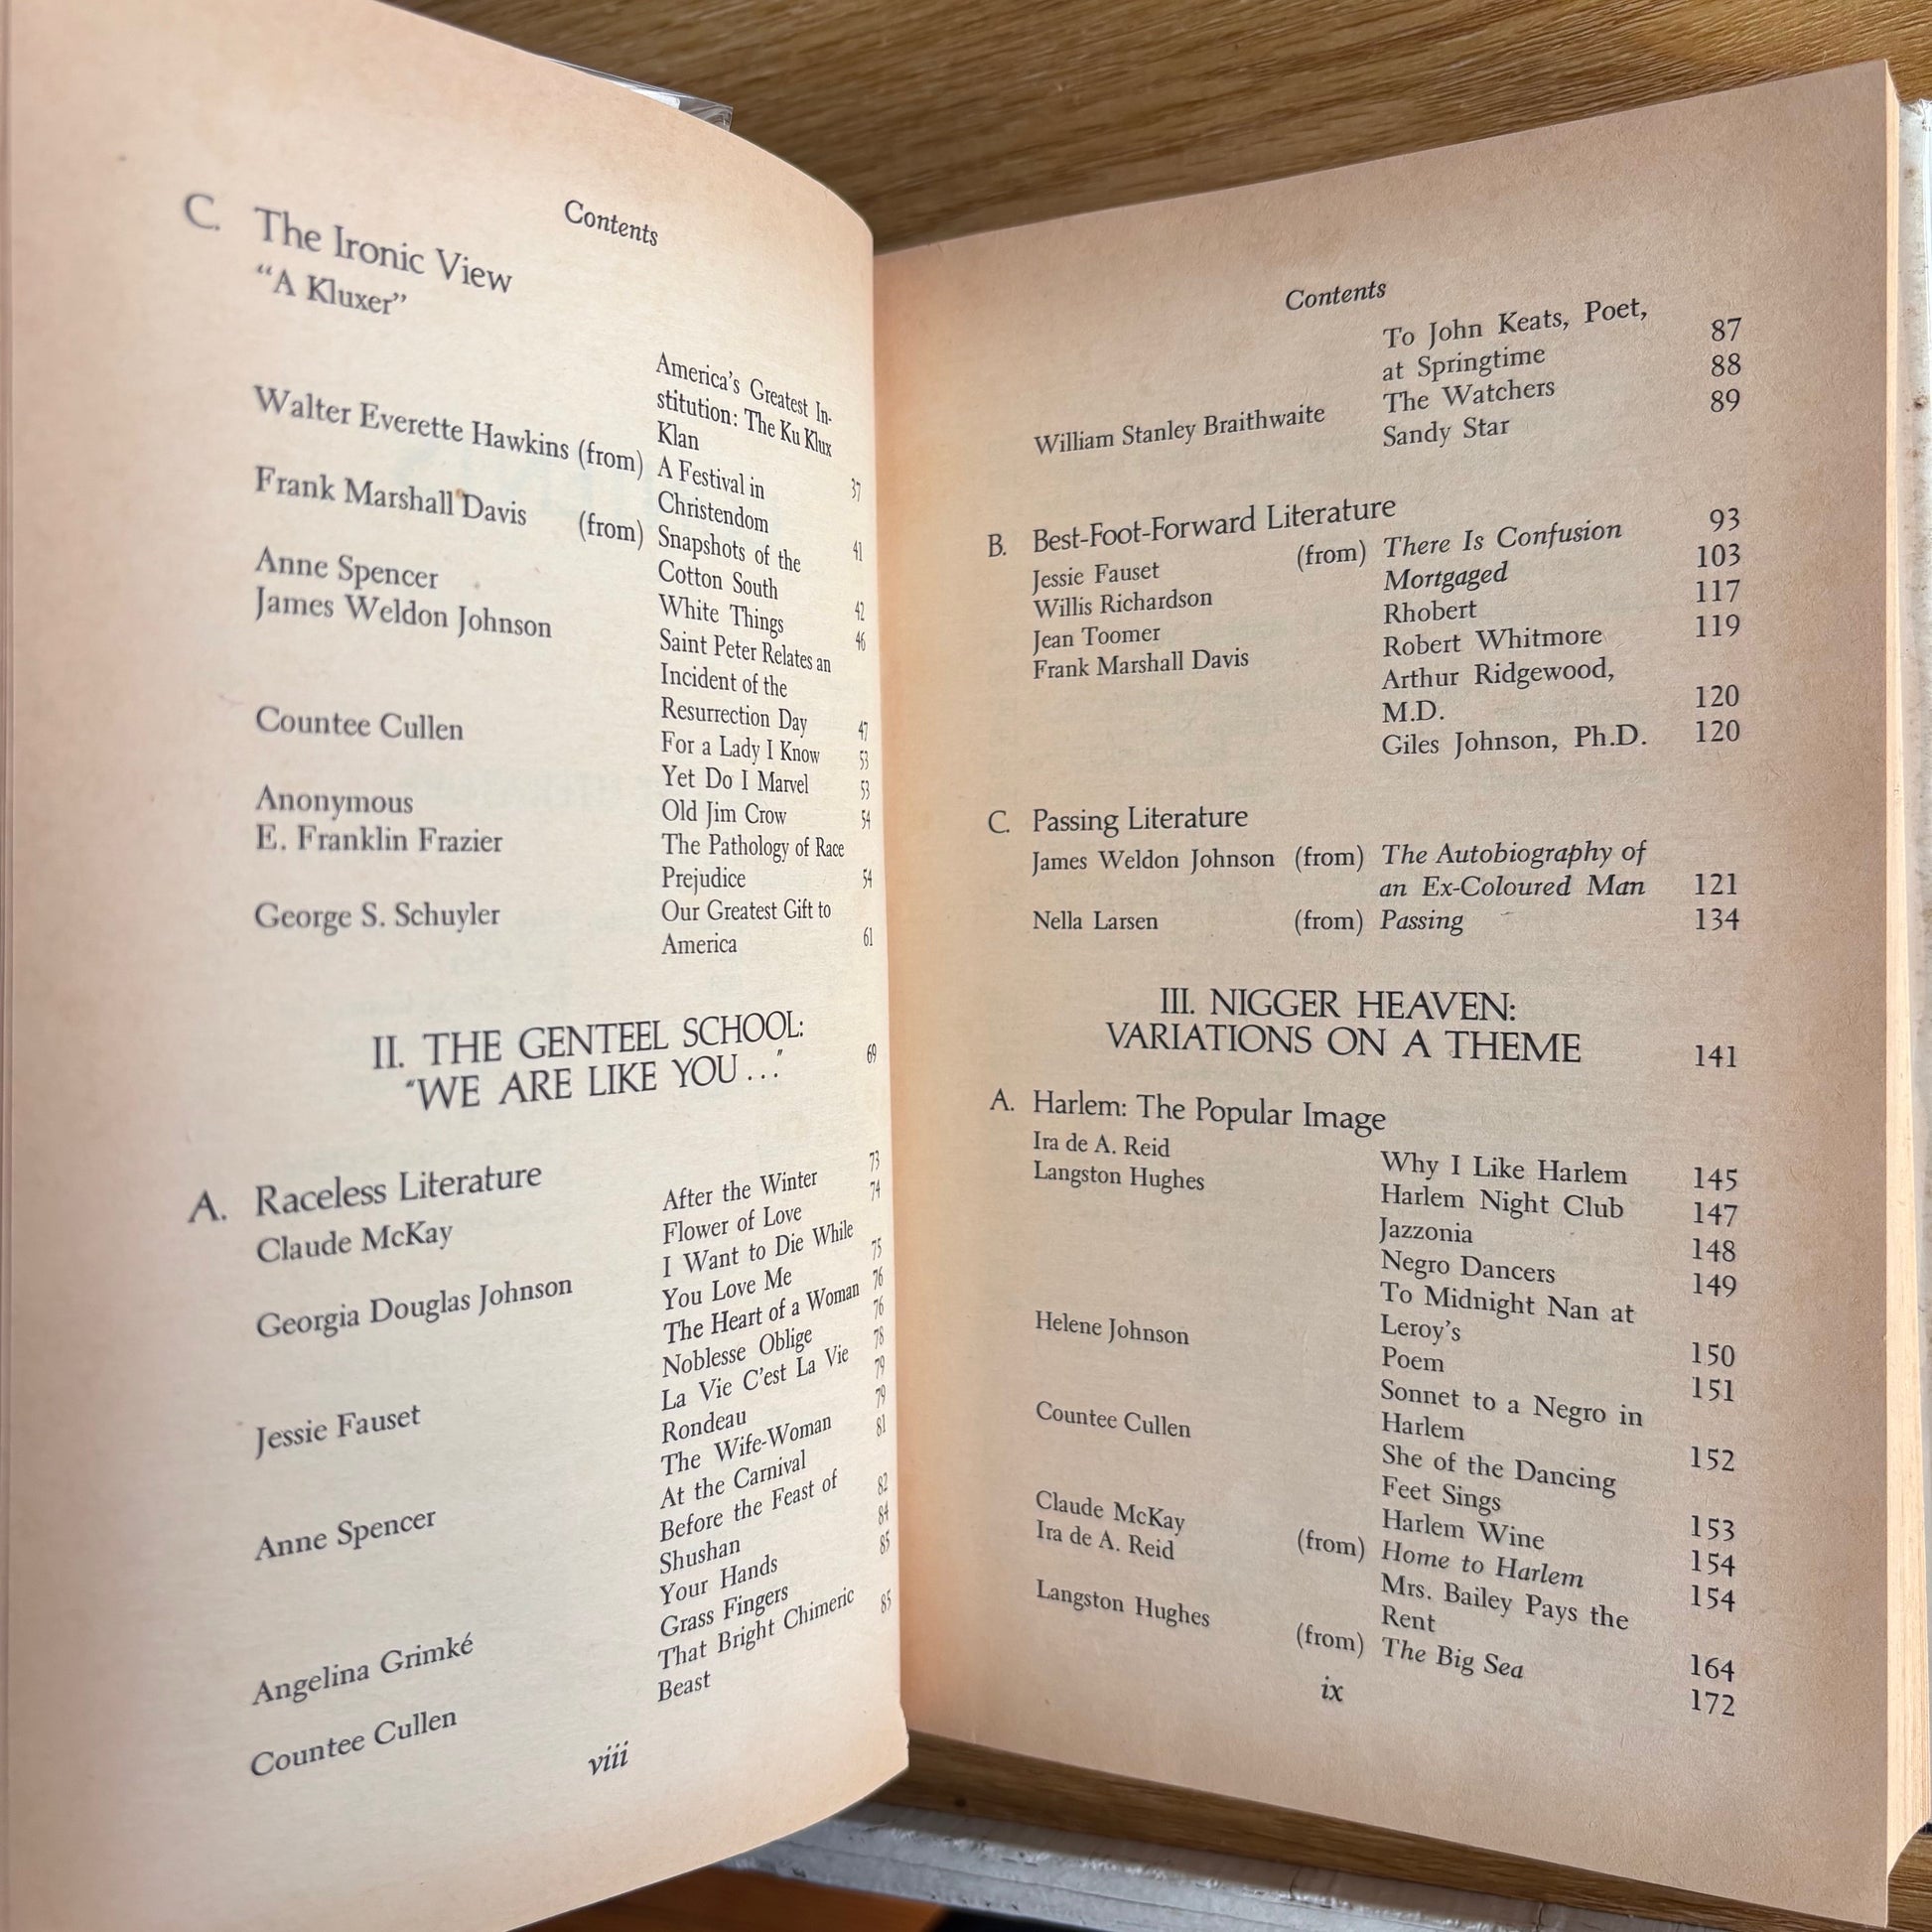 Contents
C. The Ironic View
"A Kluxer"
America's Greatest In-
stitution: The Ku Klux
Walter Everette Hawkins (from) Klan 37
A Festival in
Frank Marshall Davis (from) Christendom 41
Snapshots of the
Anne Spencer Cotton South 42
James Weldon Johnson White Things 46
Saint Peter Relates an
Incident of the
Resurrection Day 47
Countee Cullen For a Lady I Know 53
Yet Do I Marvel 53
Anonymous Old Jim Crow 54
E. Franklin Frazier The Pathology of Race
Prejudice 54
George S. Schuyler Our Greatest Gift to
America 61
II. THE GENTEEL SCHOOL:
"WE ARE LIKE YOU . . ." 69
A. Raceless Literature
Claude McKay After the Winter 73
Flower of Love 74
Georgia Douglas Johnson I Want to Die While
You Love Me 75
The Heart of a Woman 76
Noblesse Oblige 76
Jessie Fauset La Vie C'est La Vie 78
Rondeau 79
The Wife-Woman 79
Anne Spencer At the Carnival 81
Before the Feast of
Shushan 82
Your Hands 84
Angelina Grimké Grass Fingers 85
Countee Cullen That Bright Chimeric
Beast 85
viii
Contents
To John Keats, Poet,
at Springtime 87
William Stanley Braithwaite The Watchers 88
Sandy Star 89
B. Best-Foot-Forward Literature
Jessie Fauset (from) There Is Confusion 93
Willis Richardson Mortgaged 103
Jean Toomer Rhobert 117
Frank Marshall Davis Robert Whitmore 119
Arthur Ridgewood,
M.D. 120
Giles Johnson, Ph.D. 120
C. Passing Literature
James Weldon Johnson (from) The Autobiography of
an Ex-Coloured Man 121
Nella Larsen (from) Passing 134
III. NIGGER HEAVEN:
VARIATIONS ON A THEME 141
A. Harlem: The Popular Image
Ira de A. Reid Why I Like Harlem 145
Langston Hughes Harlem Night Club 147
Jazzonia 148
Negro Dancers 149
To Midnight Nan at
Leroy's 150
Helene Johnson Poem 151
Sonnet to a Negro in
Harlem 152
Countee Cullen She of the Dancing
Feet Sings 153
Harlem Wine 154
Claude McKay (from) Home to Harlem 154
Ira de A. Reid Mrs. Bailey Pays the
Rent 164
Langston Hughes (from) The Big Sea 172
ix